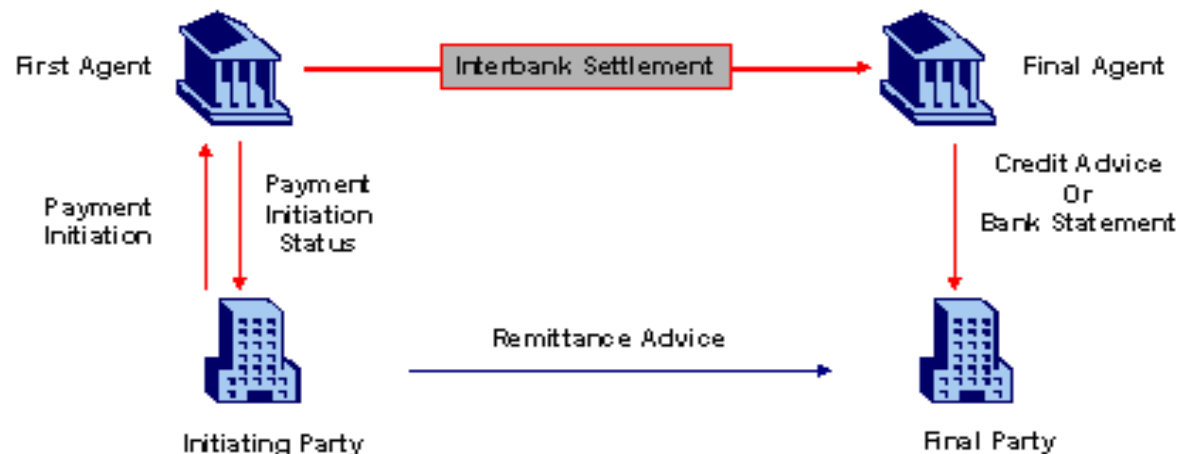 First Agent
Interbank Settlement
Final Agent
Payment
Initiation
Payment
Initiation
Status
Credit Advice
Or
Bank Statement
Remittance Advice
Initiating Party
Final Party